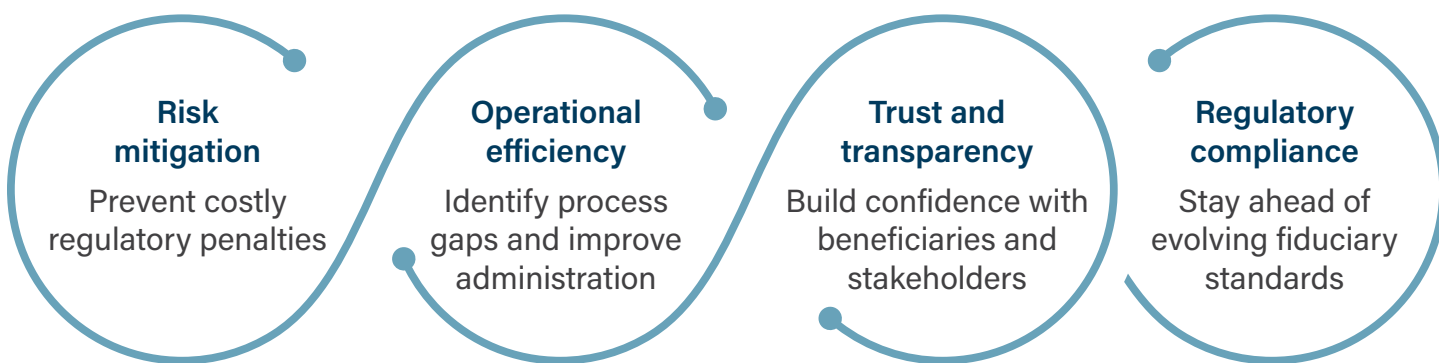 Risk
mitigation
Prevent costly
regulatory penalties
Operational
efficiency
Identify process
gaps and improve
administration
Trust and
transparency
Build confidence with
beneficiaries and
stakeholders
Regulatory
compliance
Stay ahead of
evolving fiduciary
standards